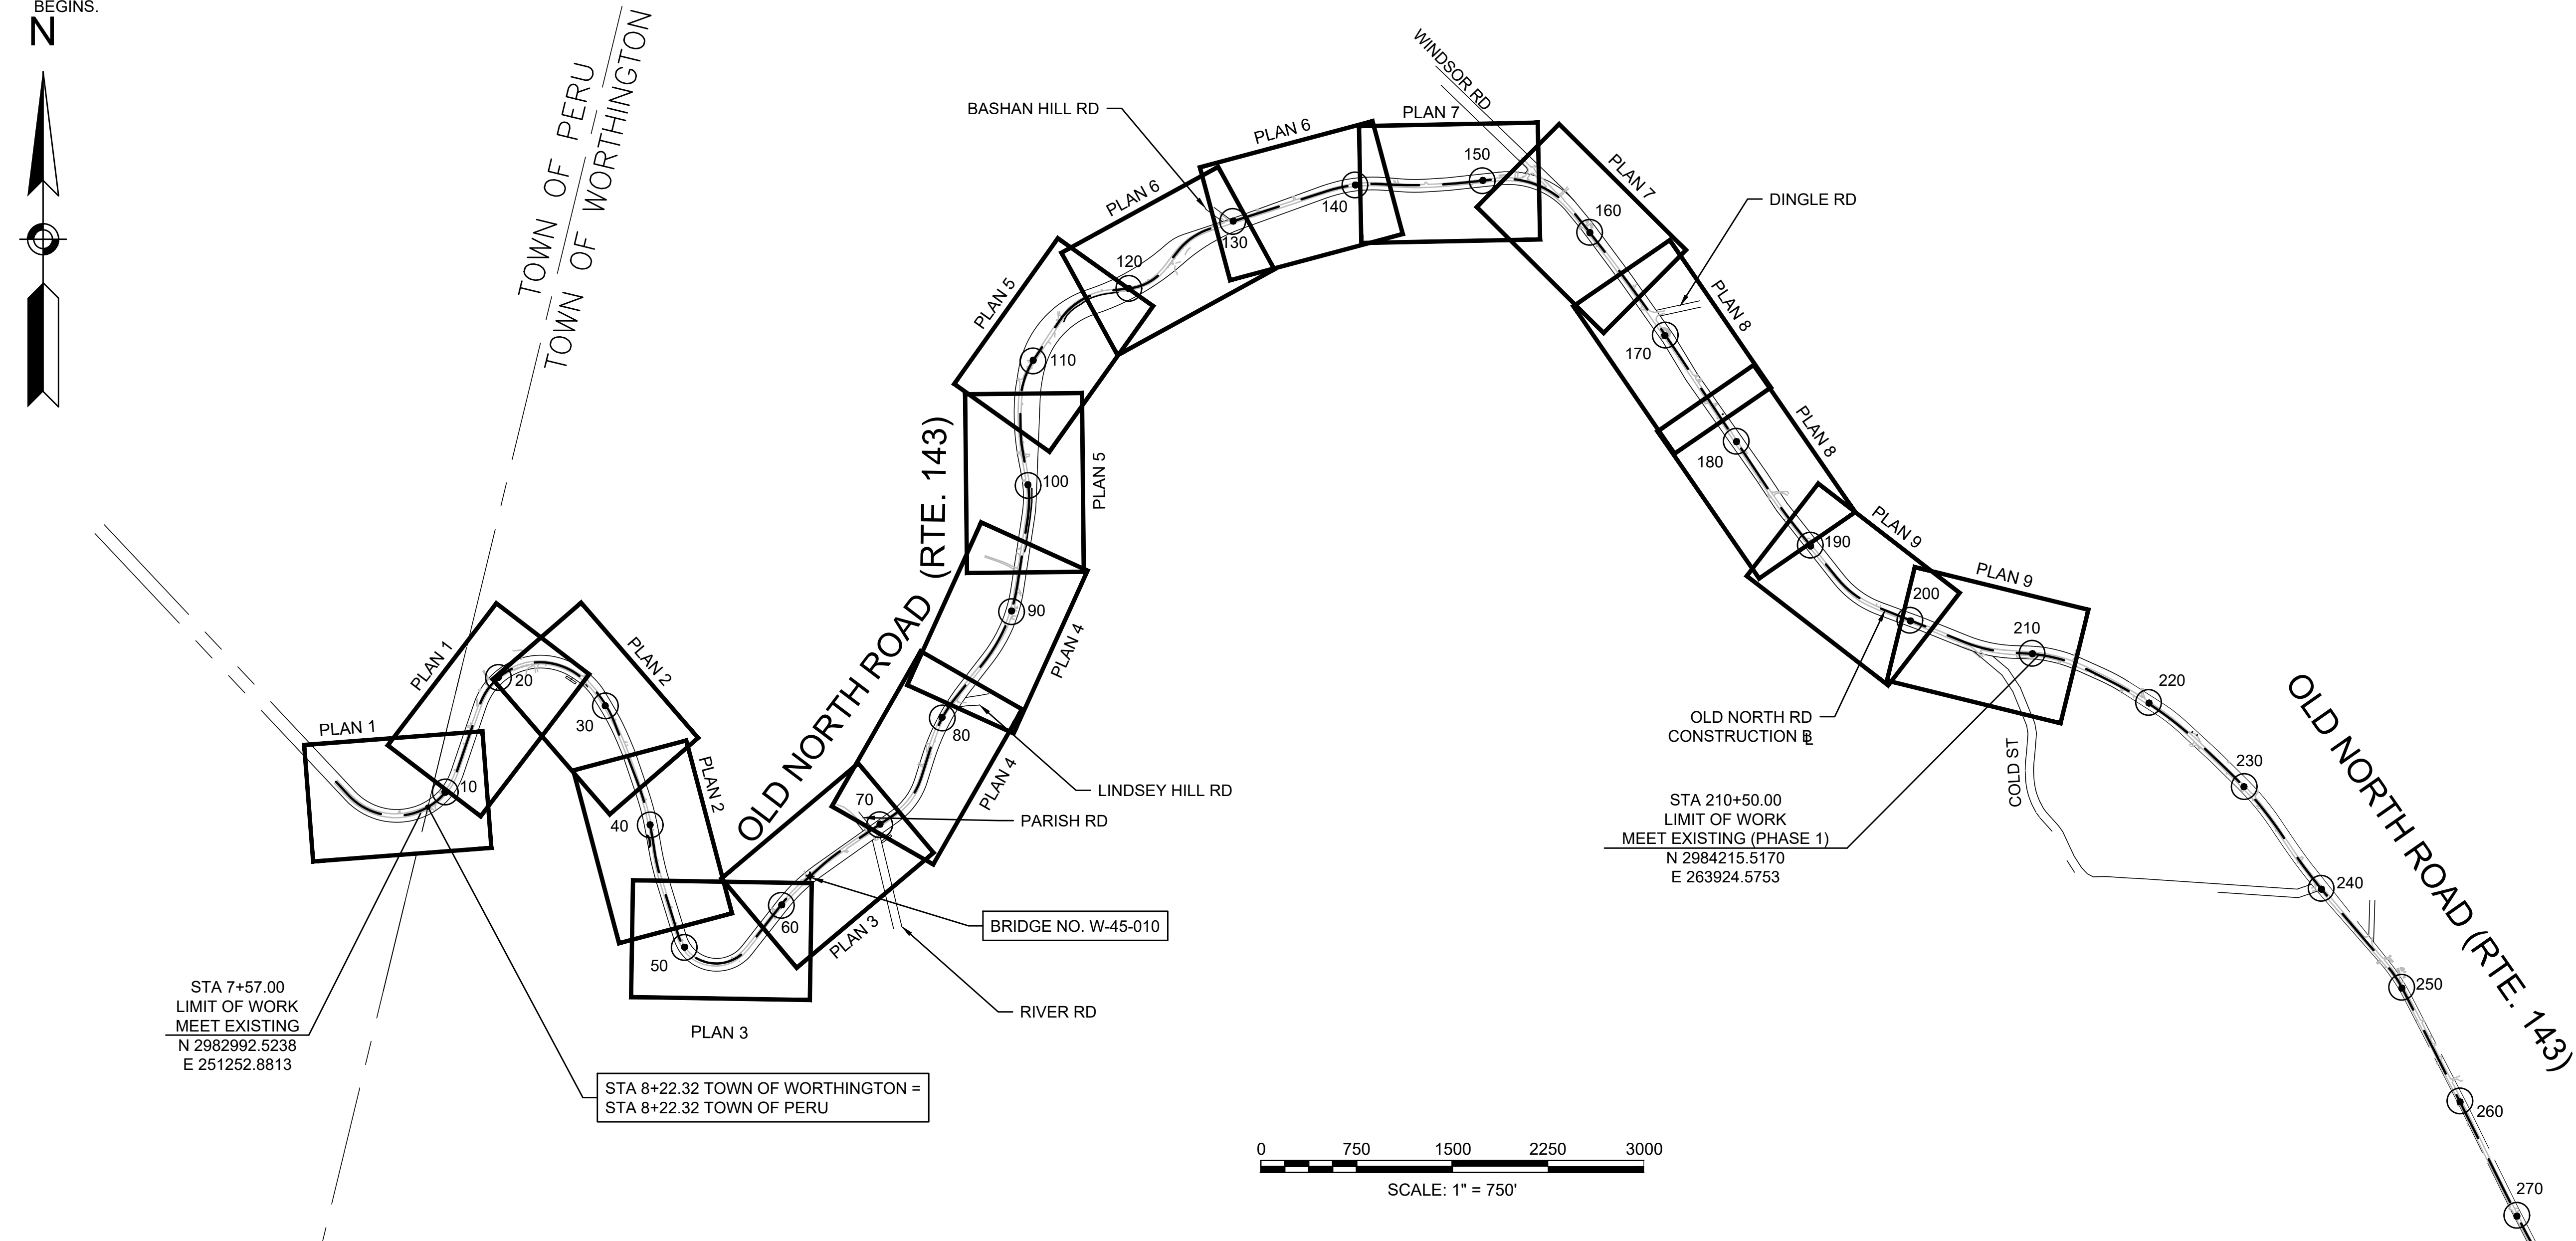 BEGINS.
N
TOWN OF PERU
TOWN OF WORTHINGTON
TOWN OF PERU
TOWN OF WORTHINGTON
WINDSOR RD
BASHAN HILL RD
PLAN 6
PLAN 7
PLAN 6
PLAN 7
DINGLE RD
150
140
130
120
160
PLAN 5
110
PLAN 8
170
PLAN 8
180
(RTE. 143)
PLAN 5
100
PLAN 9
190
PLAN 9
200
210
90
PLAN 1
PLAN 2
20
30
PLAN 4
OLD NORTH ROAD
220
OLD NORTH ROAD (RTE. 143)
PLAN 1
10
PLAN 2
40
80
PLAN 4
OLD NORTH RD
CONSTRUCTION BL
COLD ST
230
LINDSEY HILL RD
70
PARISH RD
STA 210+50.00
LIMIT OF WORK
MEET EXISTING (PHASE 1)
N 2984215.5170
E 263924.5753
240
60
PLAN 3
BRIDGE NO. W-45-010
50
250
STA 7+57.00
LIMIT OF WORK
MEET EXISTING
N 2982992.5238
E 251252.8813
RIVER RD
PLAN 3
STA 8+22.32 TOWN OF WORTHINGTON =
STA 8+22.32 TOWN OF PERU
260
0 750 1500 2250 3000
SCALE: 1" = 750'
270